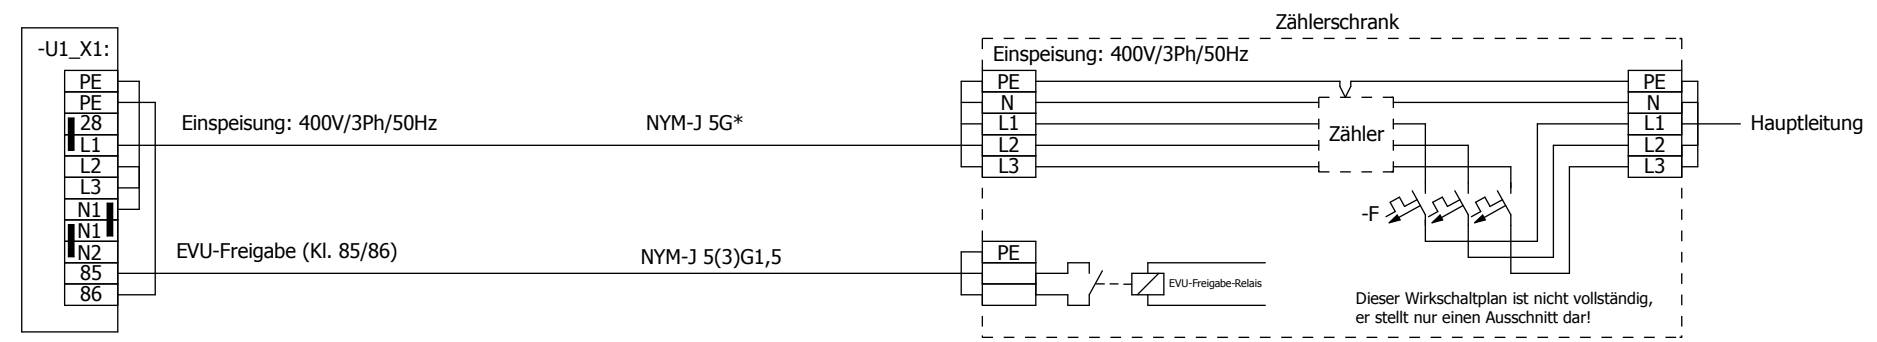 Zählerschrank
-U1_X1:
PE
PE
28
L1
L2
L3
N1
N1
N2
85
86
Einspeisung: 400V/3Ph/50Hz
NYM-J 5G*
EVU-Freigabe (Kl. 85/86)
NYM-J 5(3)G1,5
Einspeisung: 400V/3Ph/50Hz
PE
N
L1
L2
L3
Zähler
-F
PE
N
L1
L2
L3
Hauptleitung
PE
EVU-Freigabe-Relais
Dieser Wirkschaltplan ist nicht vollständig,
er stellt nur einen Ausschnitt dar!